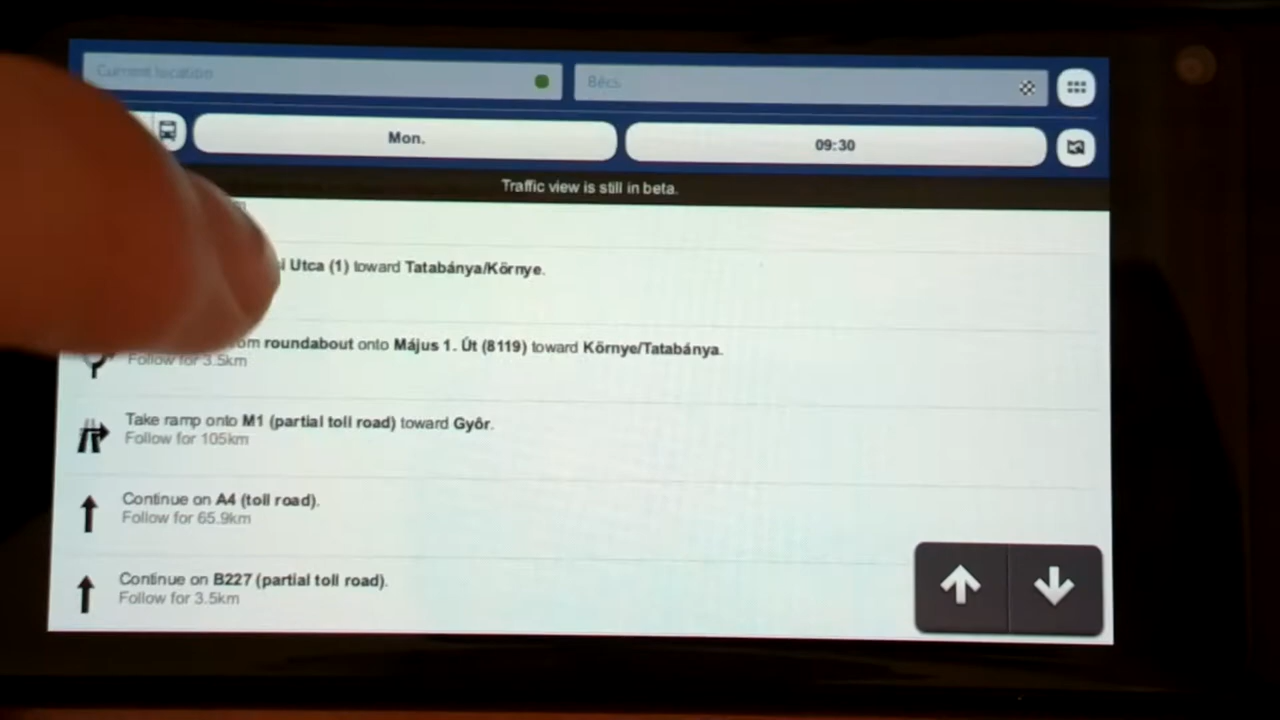 Current location
Bécs
Mon.
09:30
Traffic view is still in beta.
Utca (1) toward Tatabánya/Környe.
roundabout onto Május 1. Út (8119) toward Környe/Tatabánya.
Follow for 3.5km
Take ramp onto M1 (partial toll road) toward Győr.
Follow for 105km
Continue on A4 (toll road).
Follow for 65.9km
Continue on B227 (partial toll road).
Follow for 3.5km